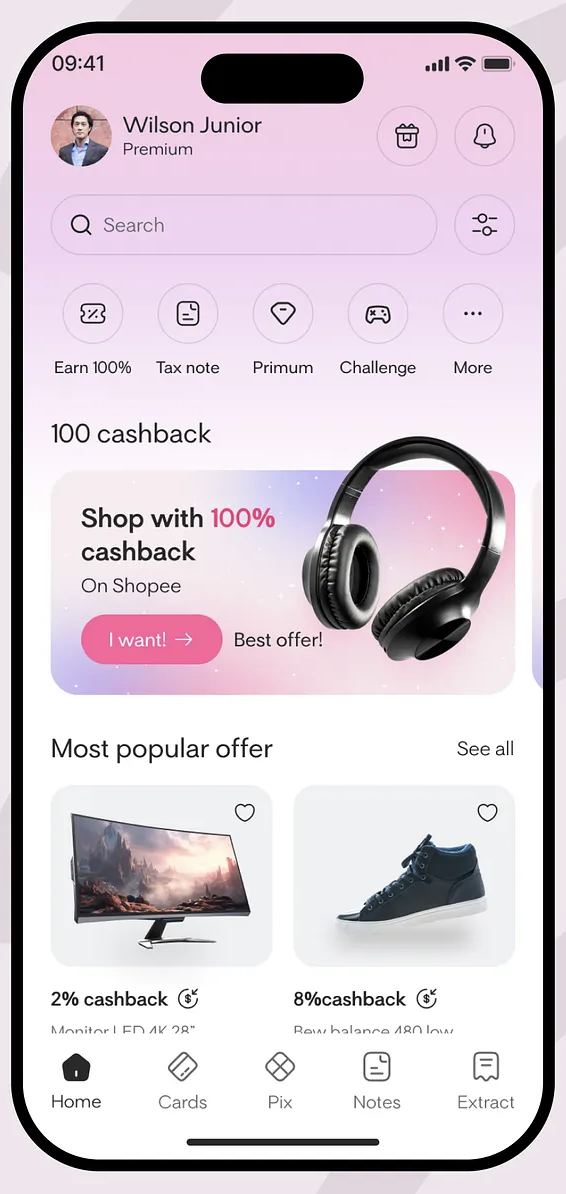 09:41
Wilson Junior
Premium
Search
Earn 100% Tax note Primum Challenge More
100 cashback
Shop with 100%
cashback
On Shopee
I want! → Best offer!
Most popular offer See all
2% cashback 8%cashback
Monitor LED 4K 28" Bew balance 480 low
Home Cards Pix Notes Extract